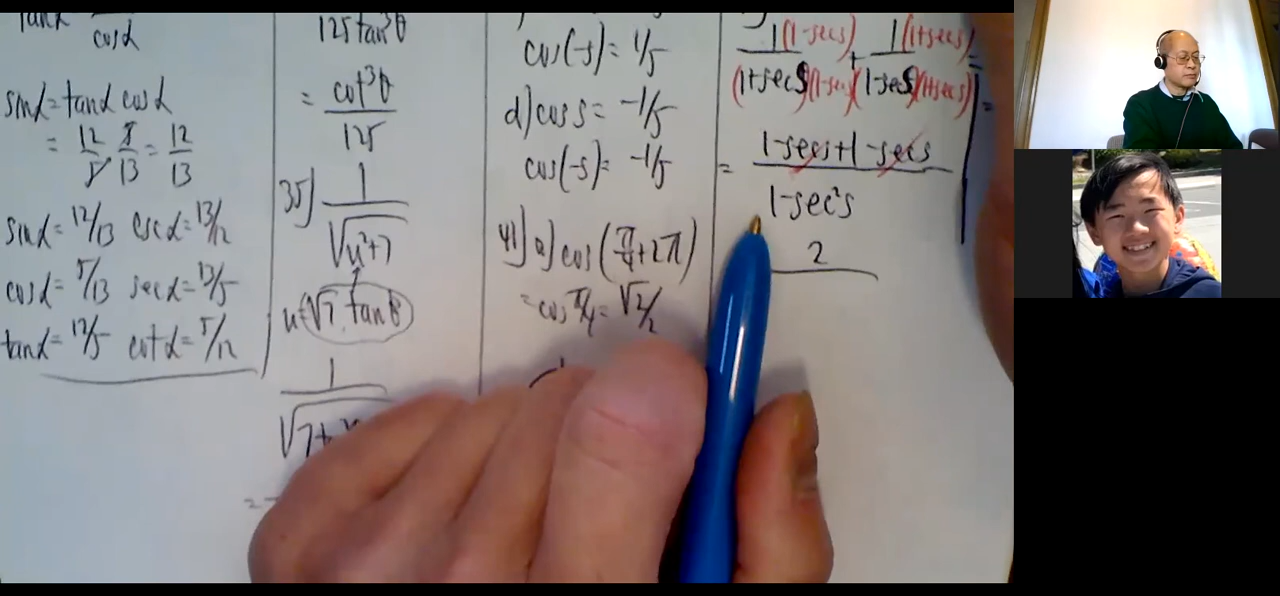 tanα
cosα
sinα = tanα cosα
= 12/5 5/13 = 12/13
sinα = 12/13 cscα = 13/12
cosα = 5/13 secα = 13/5
tanα = 12/5 cotα = 5/12
125tan³θ
= cot³θ/125
35) 1/√u²+7
u=√7 tanθ
1
√7+
cos(-s) = 1/5
d) cos s = -1/5
cos(-s) = -1/5
41) a) cos(π/4+2π)
= cos π/4 = √2/2
1(1-secs)/(1+secs)(1-secs) + 1(1+secs)/(1-secs)(1+secs) =
= 1-secs+1-secs
1-sec²s
2